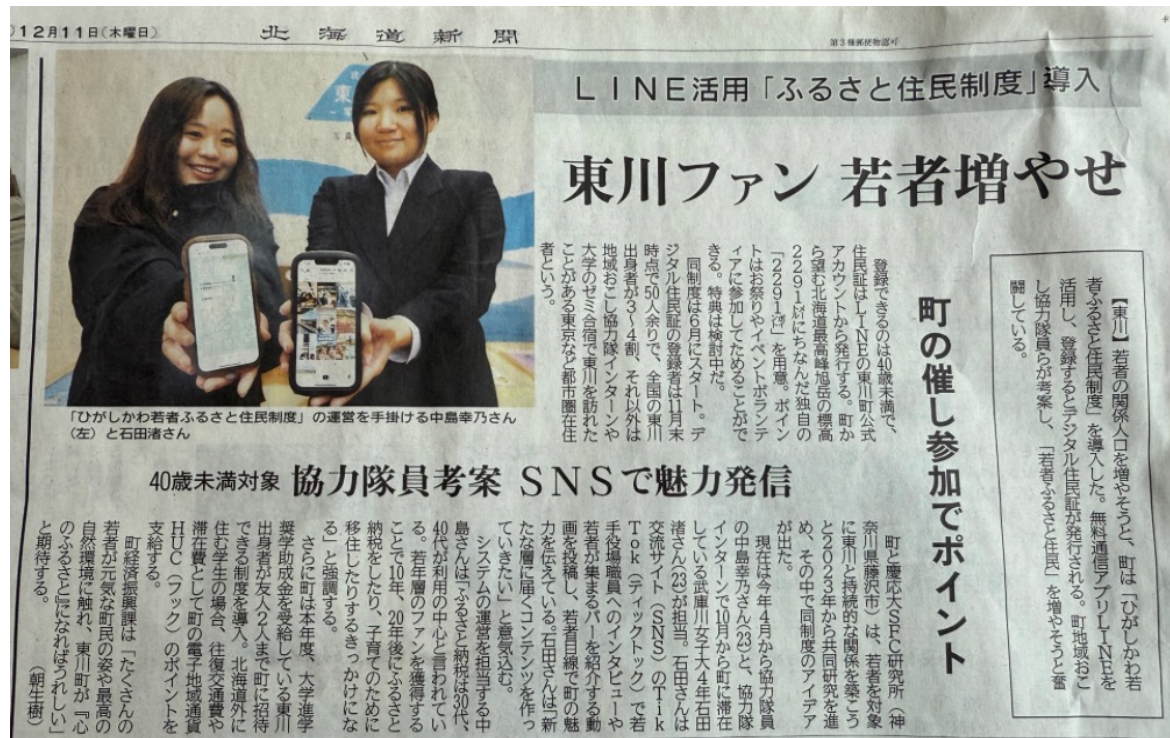 12月11日(木曜日)
北海道新聞
第3種郵便物認可
LINE活用「ふるさと住民制度」導入
東川ファン 若者増やせ
町の催し参加でポイント
【東川】若者の関係人口を増やそうと、町は「ひがしかわ若
者ふるさと住民制度」を導入した。無料通信アプリLINEを
活用し、登録するとデジタル住民証が発行される。町地域おこ
し協力隊員らが考案し、「若者ふるさと住民」を増やそうと奮
闘している。
登録できるのは40歳未満で、
住民証はLINEの東川町公式
アカウントから発行する。町か
ら望む北海道最高峰旭岳の標高
2291㍍にちなんだ独自の
「2291㌽」を用意。ポイン
トはお祭りやイベントボランテ
ィアに参加してためることがで
きる。特典は検討中だ。
同制度は6月にスタート。デ
ジタル住民証の登録者は11月末
時点で50人余りで、全国の東川
出身者が3~4割、それ以外は
地域おこし協力隊インターンや
大学のゼミ合宿で東川を訪れた
ことがある東京など都市圏在住
者という。
「ひがしかわ若者ふるさと住民制度」の運営を手掛ける中島幸乃さん
(左)と石田渚さん
40歳未満対象 協力隊員考案 SNSで魅力発信
町と慶応大SFC研究所(神
奈川県藤沢市)は、若者を対象
に東川と持続的な関係を築こう
と2023年から共同研究を進
め、その中で同制度のアイデア
が出た。
現在は今年4月から協力隊員
の中島幸乃さん(23)と、協力隊
インターンで10月から町に滞在
している武庫川女子大4年石田
渚さん(23)が担当。石田さんは
交流サイト(SNS)のTik
Tok(ティックトック)で若
手役場職員へのインタビューや
若者が集まるバーを紹介する動
画を投稿し、若者目線で町の魅
力を伝えている。石田さんは「新
たな層に届くコンテンツを作っ
ていきたい」と意気込む。
システムの運営を担当する中
島さんは「ふるさと納税は30代、
40代が利用の中心と言われてい
る。若年層のファンを獲得する
ことで10年、20年後にふるさと
納税をしたり、子育てのために
移住したりするきっかけにな
る」と強調する。
さらに町は本年度、大学進学
奨学助成金を受給している東川
出身者が友人2人まで町に招待
できる制度を導入。北海道外に
住む学生の場合、往復交通費や
滞在費として町の電子地域通貨
HUC(フック)のポイントを
支給する。
町経済振興課は「たくさんの
若者が元気な町民の姿や最高の
自然環境に触れ、東川町が『心
のふるさと』になればうれしい」
と期待する。
(朝生樹)